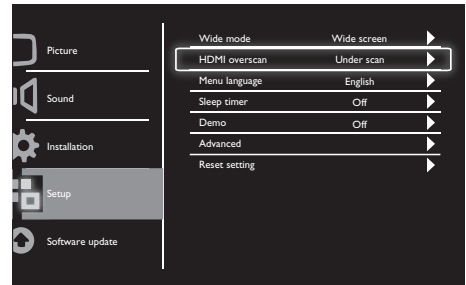 Picture
Sound
Installation
Setup
Software update
Wide mode Wide screen
HDMI overscan Under scan
Menu language English
Sleep timer Off
Demo Off
Advanced
Reset setting